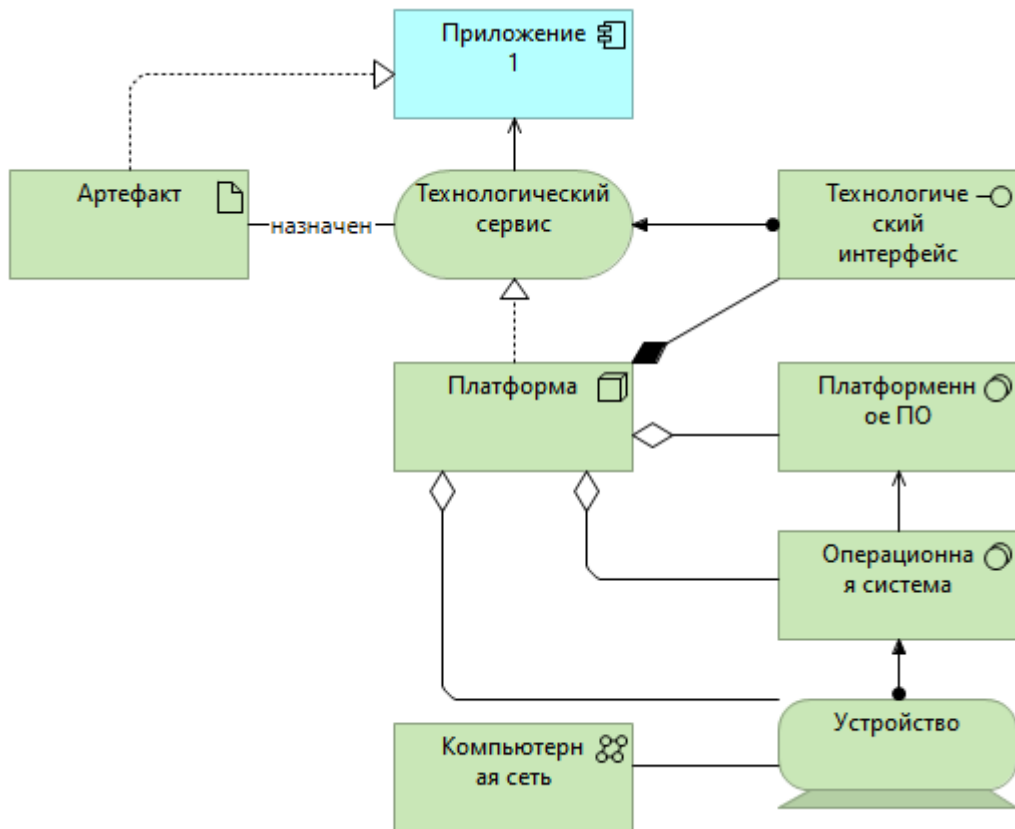 Приложение
1
Артефакт
назначен
Технологический
сервис
Технологиче
ский
интерфейс
Платформа
Платформенн
ое ПО
Операционна
я система
Устройство
Компьютерн
ая сеть